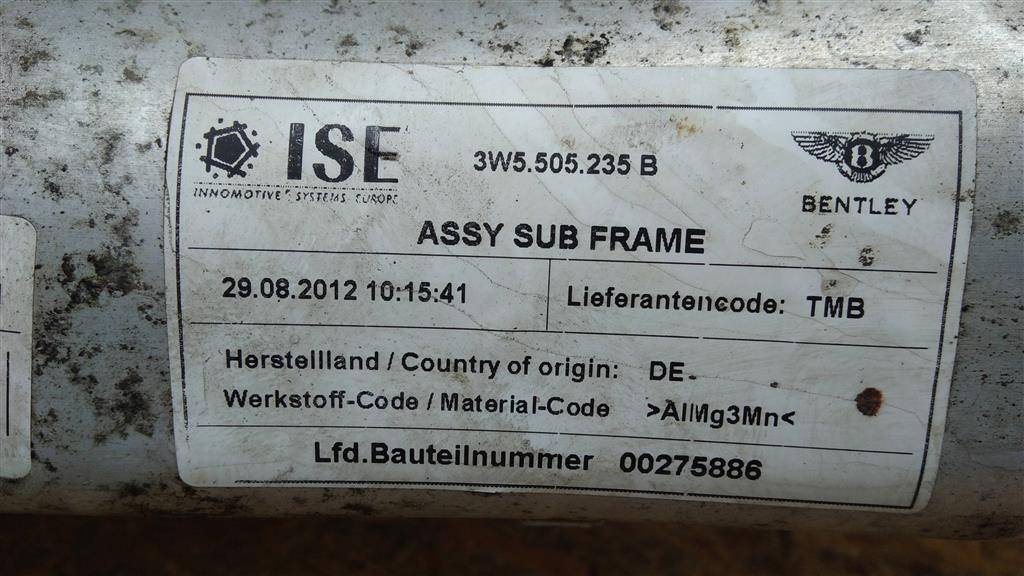 ISE
INNOMOTIVE SYSTEMS EUROPE
3W5.505.235 B
B
BENTLEY
ASSY SUB FRAME
29.08.2012 10:15:41
Lieferantencode: TMB
Herstellland / Country of origin: DE
Werkstoff-Code / Material-Code >AlMg3Mn<
Lfd.Bauteilnummer 00275886